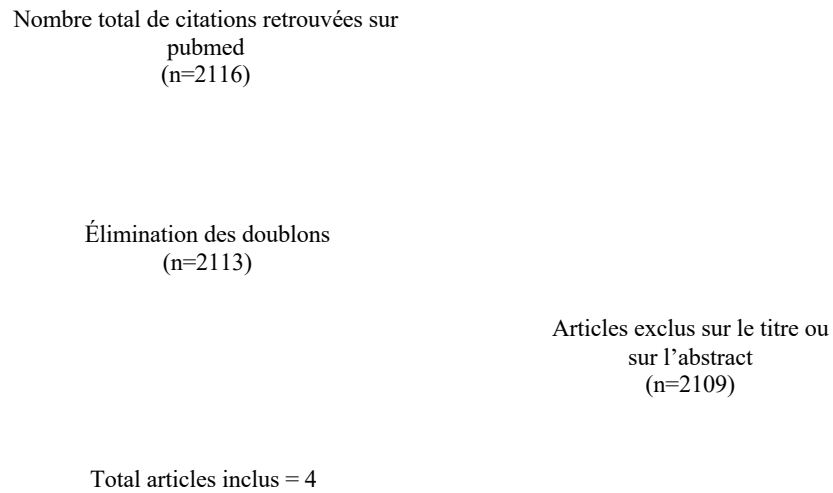 Nombre total de citations retrouvées sur
pubmed
(n=2116)
Élimination des doublons
(n=2113)
Articles exclus sur le titre ou
sur l’abstract
(n=2109)
Total articles inclus = 4